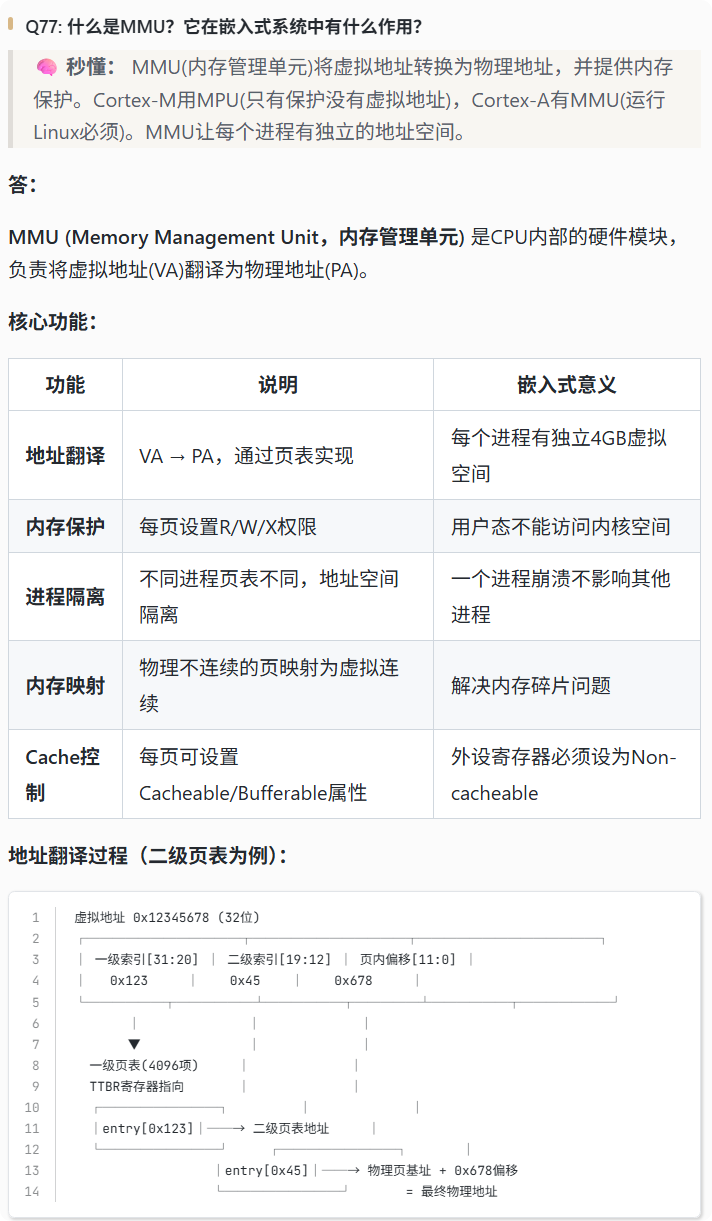 Q77: 什么是MMU？它在嵌入式系统中有什么作用？
🧠 秒懂： MMU(内存管理单元)将虚拟地址转换为物理地址，并提供内存
保护。Cortex-M用MPU(只有保护没有虚拟地址)，Cortex-A有MMU(运行
Linux必须)。MMU让每个进程有独立的地址空间。
答：
MMU (Memory Management Unit，内存管理单元) 是CPU内部的硬件模块，
负责将虚拟地址(VA)翻译为物理地址(PA)。
核心功能：
功能 说明 嵌入式意义
地址翻译 VA → PA，通过页表实现 每个进程有独立4GB虚拟
空间
内存保护 每页设置R/W/X权限 用户态不能访问内核空间
进程隔离 不同进程页表不同，地址空间
隔离 一个进程崩溃不影响其他
进程
内存映射 物理不连续的页映射为虚拟连
续 解决内存碎片问题
Cache控
制 每页可设置
Cacheable/Bufferable属性 外设寄存器必须设为Non-
cacheable
地址翻译过程（二级页表为例）：
1 虚拟地址 0x12345678 (32位)
2 ┌──────────┬──────────┬──────────┐
3 │ 一级索引[31:20] │ 二级索引[19:12] │ 页内偏移[11:0] │
4 │ 0x123 │ 0x45 │ 0x678 │
5 └─────┬─────┴─────┬─────┴─────┬─────┘
6 │ │ │
7 ▼ │ │
8 一级页表(4096项) │ │
9 TTBR寄存器指向 │ │
10 ┌────────┐ │ │
11 │entry[0x123]│──→ 二级页表地址 │
12 └────────┘ ┌────────┐ │
13 │entry[0x45]│──→ 物理页基址 + 0x678偏移
14 └────────┘ = 最终物理地址